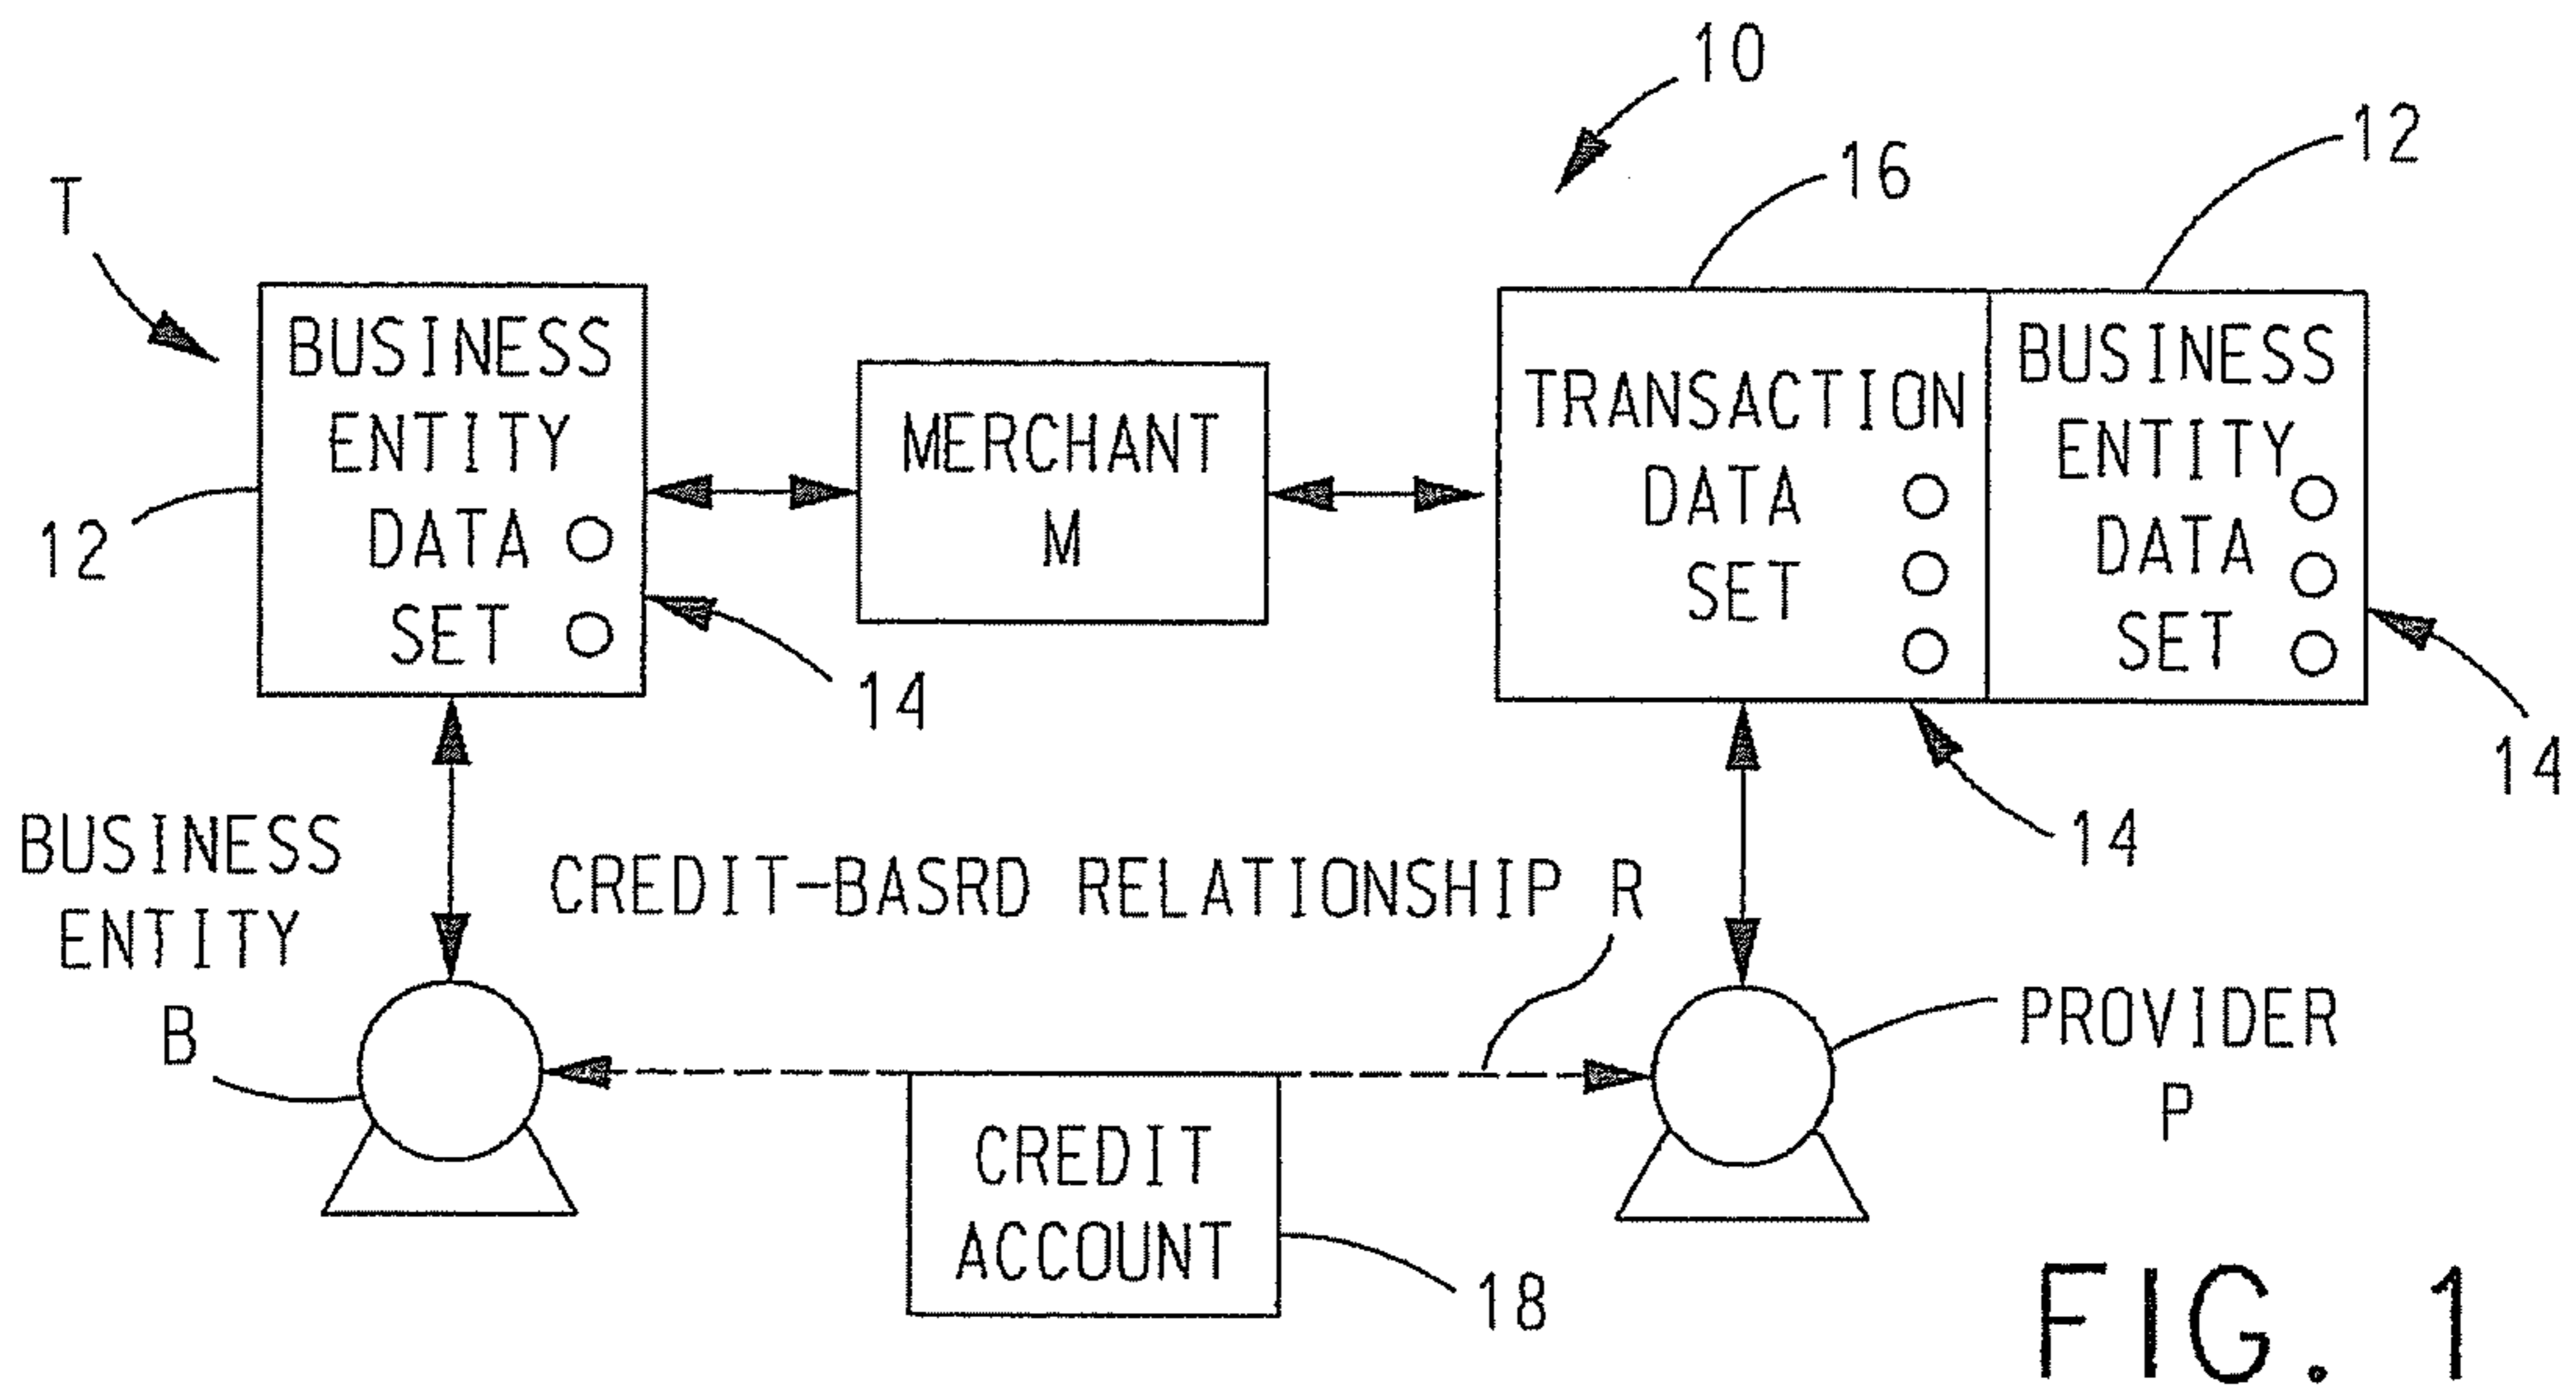 10
12
16
T
BUSINESS
ENTITY
DATA
SET
12
14
MERCHANT
M
TRANSACTION
DATA
SET
BUSINESS
ENTITY
DATA
SET
14
14
BUSINESS
ENTITY
B
CREDIT-BASRD RELATIONSHIP R
PROVIDER
P
CREDIT
ACCOUNT
18
FIG. 1